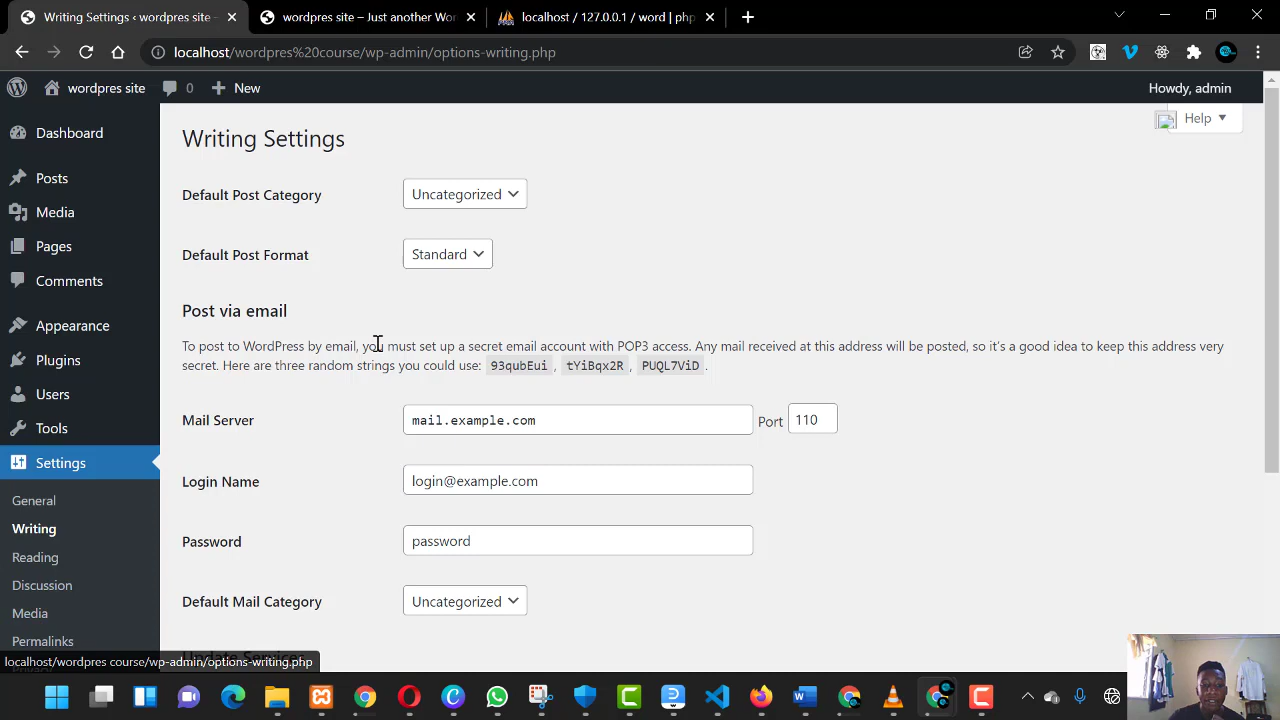 Writing Settings ‹ wordpres site –
wordpres site – Just another Wor
localhost / 127.0.0.1 / word | php
localhost/wordpres%20course/wp-admin/options-writing.php
wordpres site
0
New
Howdy, admin
Help
Dashboard
Posts
Media
Pages
Comments
Appearance
Plugins
Users
Tools
Settings
General
Writing
Reading
Discussion
Media
Permalinks
Writing Settings
Default Post Category
Uncategorized
Default Post Format
Standard
Post via email
To post to WordPress by email, you must set up a secret email account with POP3 access. Any mail received at this address will be posted, so it's a good idea to keep this address very
secret. Here are three random strings you could use: 93qubEui , tYiBqx2R , PUQL7ViD .
Mail Server
mail.example.com
Port
110
Login Name
login@example.com
Password
password
Default Mail Category
Uncategorized
Update Services
localhost/wordpres course/wp-admin/options-writing.php